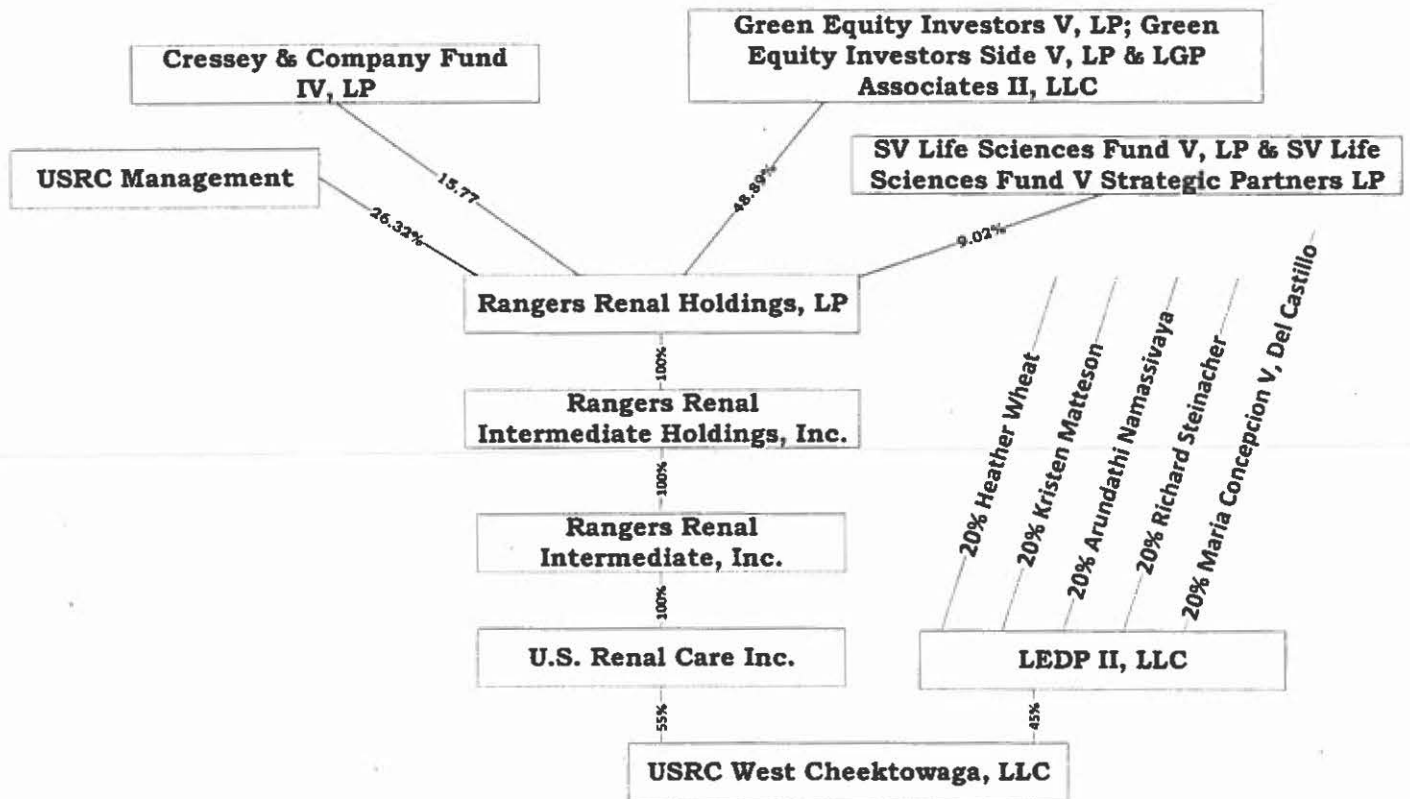 Cressey & Company Fund
IV, LP
Green Equity Investors V, LP; Green
Equity Investors Side V, LP & LGP
Associates II, LLC
USRC Management
SV Life Sciences Fund V, LP & SV Life
Sciences Fund V Strategic Partners LP
26.32%
15.77
48.89%
9.02%
Rangers Renal Holdings, LP
100%
Rangers Renal
Intermediate Holdings, Inc.
100%
Rangers Renal
Intermediate, Inc.
100%
U.S. Renal Care Inc.
20% Heather Wheat
20% Kristen Matteson
20% Arundathi Namassivaya
20% Richard Steinacher
20% Maria Concepcion V, Del Castillo
LEDP II, LLC
55%
45%
USRC West Cheektowaga, LLC